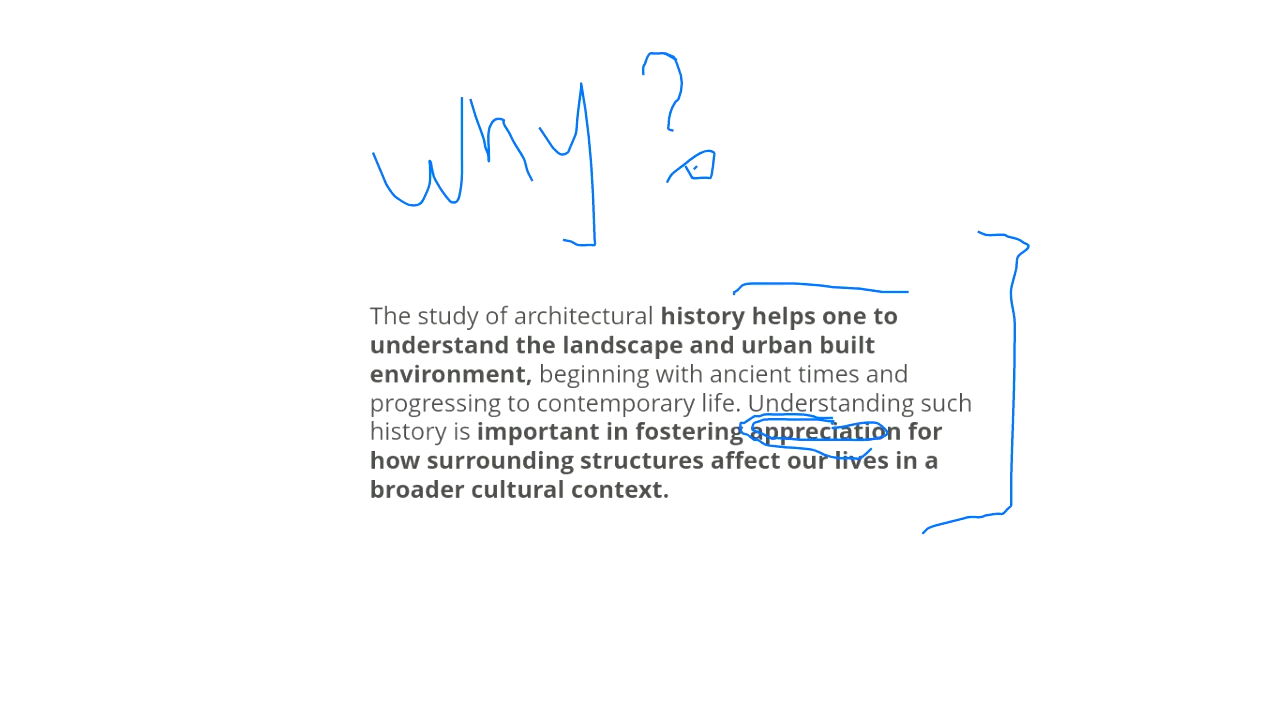 why?
The study of architectural history helps one to
understand the landscape and urban built
environment, beginning with ancient times and
progressing to contemporary life. Understanding such
history is important in fostering appreciation for
how surrounding structures affect our lives in a
broader cultural context.